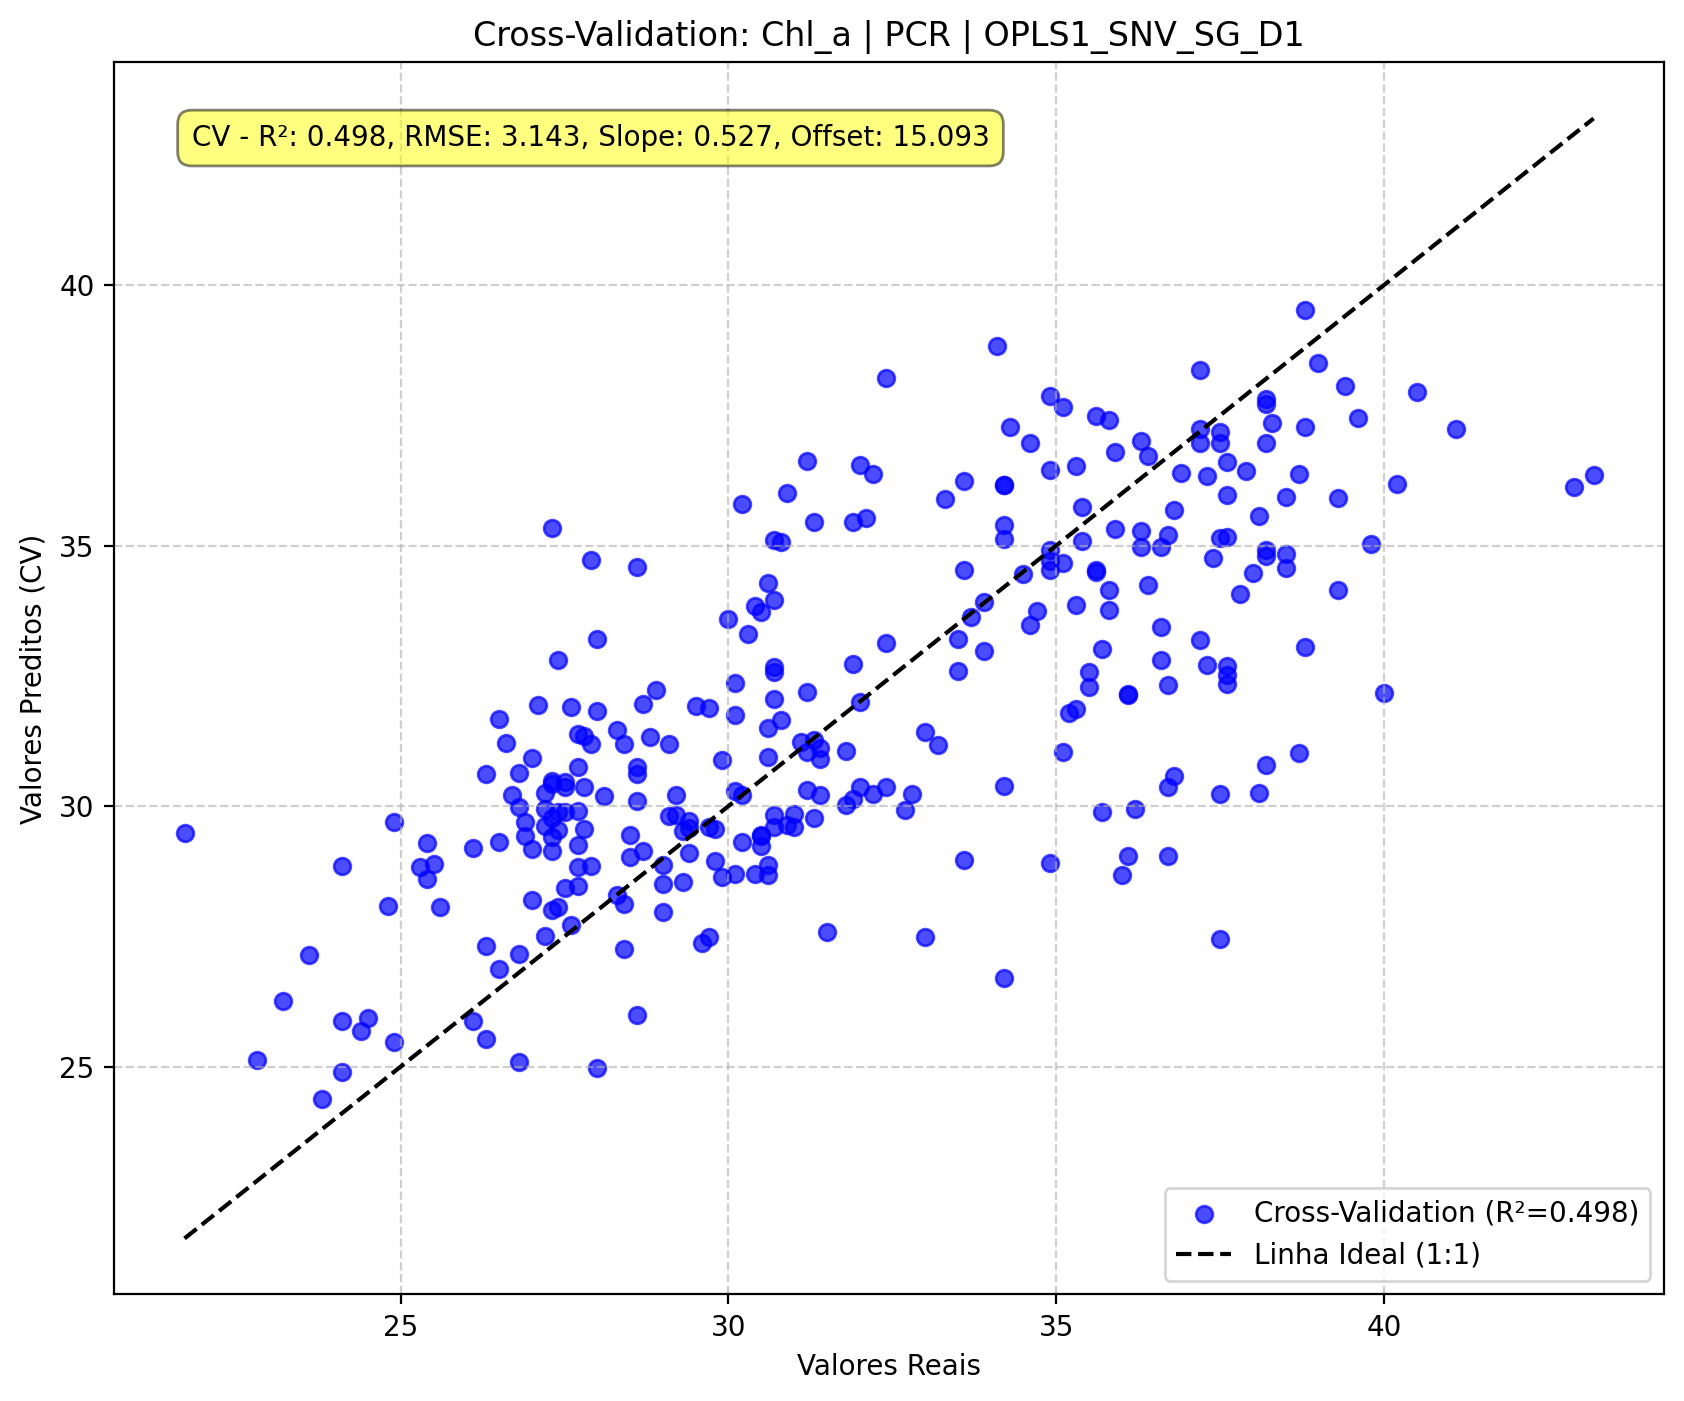 Cross-Validation: Chl_a | PCR | OPLS1_SNV_SG_D1
CV - R²: 0.498, RMSE: 3.143, Slope: 0.527, Offset: 15.093
Valores Preditos (CV)
40
35
30
25
Cross-Validation (R²=0.498)
Linha Ideal (1:1)
25 30 35 40
Valores Reais